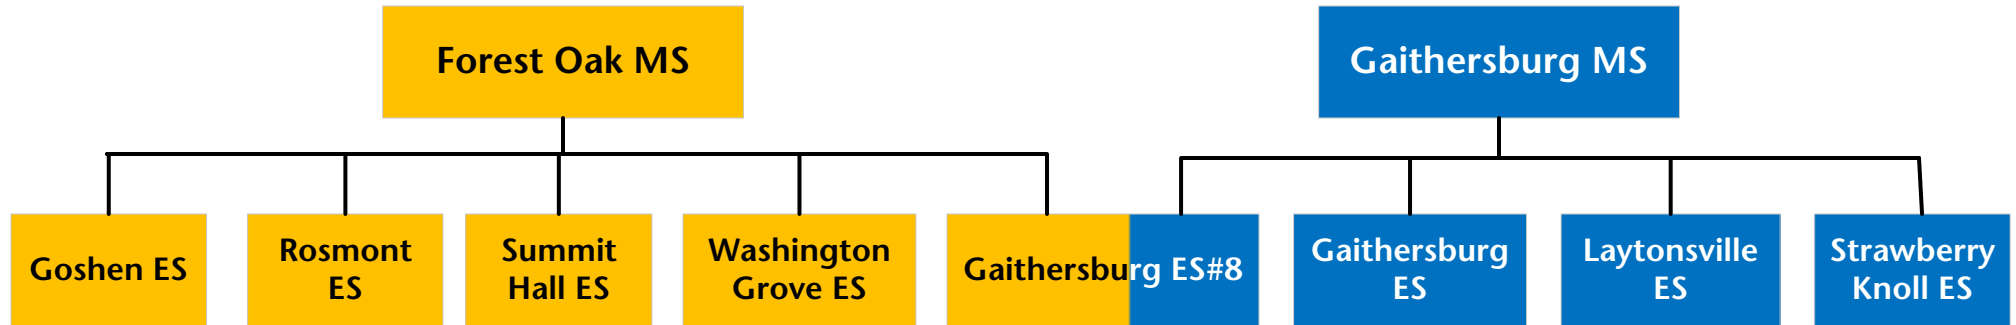 Forest Oak MS
Gaithersburg MS
Goshen ES
Rosmont
ES
Summit
Hall ES
Washington
Grove ES
Gaithersburg ES#8
Gaithersburg
ES
Laytonsville
ES
Strawberry
Knoll ES